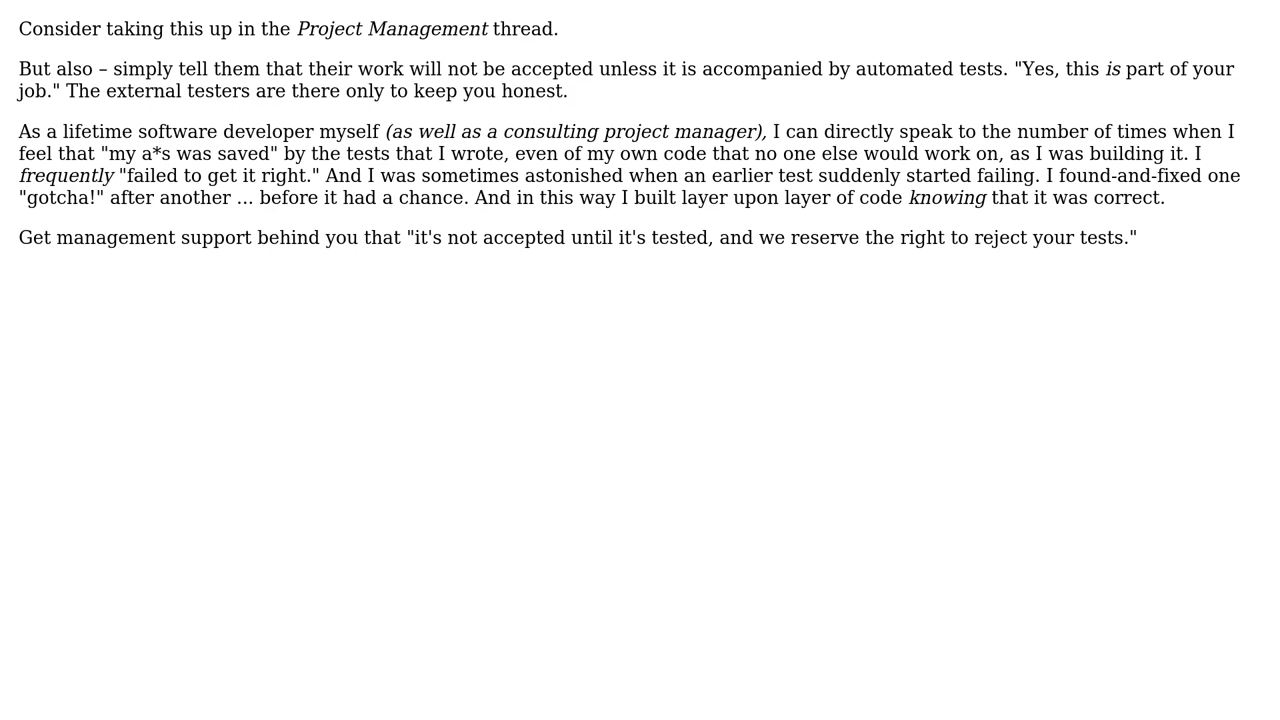 Consider taking this up in the Project Management thread.
But also – simply tell them that their work will not be accepted unless it is accompanied by automated tests. "Yes, this is part of your
job." The external testers are there only to keep you honest.
As a lifetime software developer myself (as well as a consulting project manager), I can directly speak to the number of times when I
feel that "my a*s was saved" by the tests that I wrote, even of my own code that no one else would work on, as I was building it. I
frequently "failed to get it right." And I was sometimes astonished when an earlier test suddenly started failing. I found-and-fixed one
"gotcha!" after another ... before it had a chance. And in this way I built layer upon layer of code knowing that it was correct.
Get management support behind you that "it's not accepted until it's tested, and we reserve the right to reject your tests."